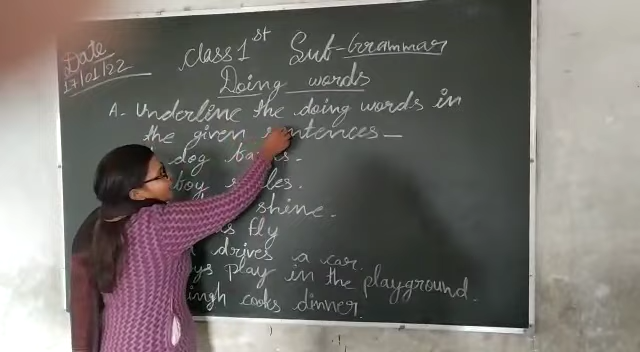 Date
17/01/22
Class 1st Sub-Grammar
Doing words
A. Underline the doing words in
the given sentences —
dog barks.
boy
shine.
fly
drives a car.
play in the playground.
cooks dinner.